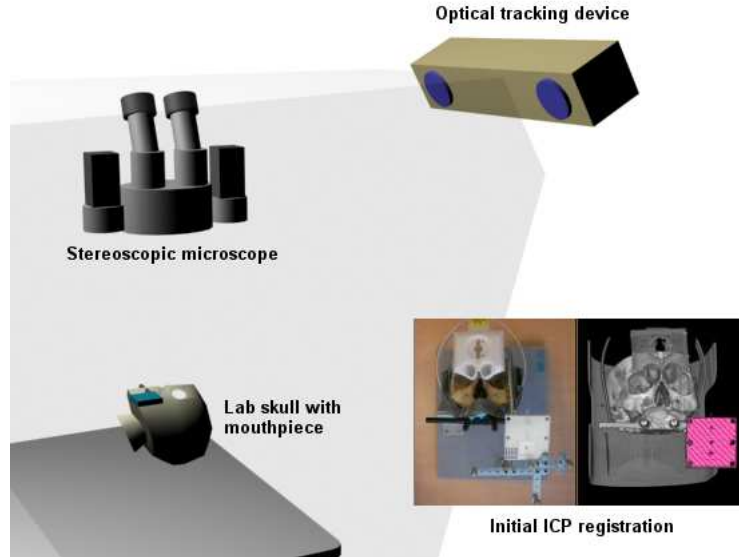 Optical tracking device
Stereoscopic microscope
Lab skull with
mouthpiece
Initial ICP registration